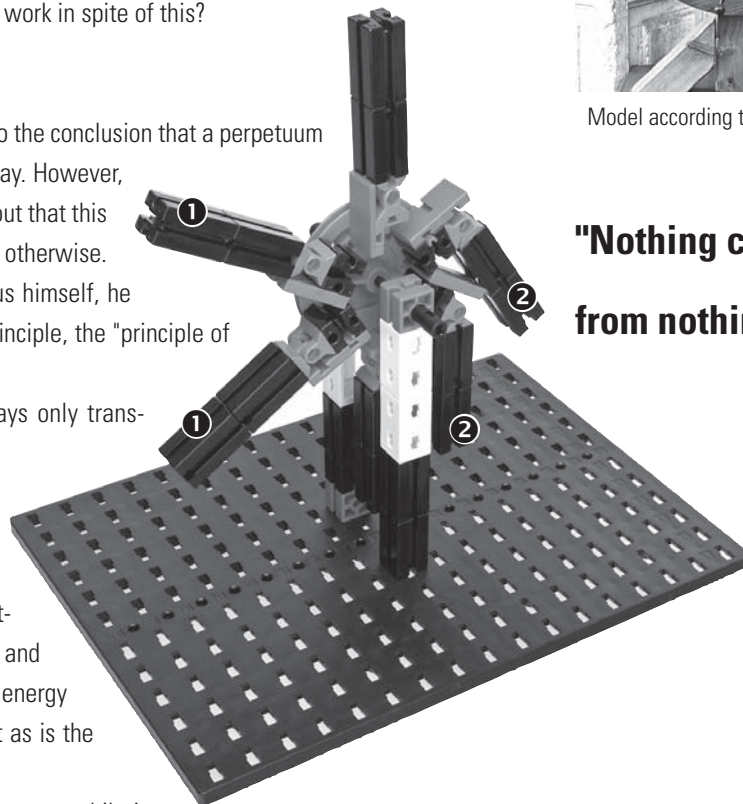 work in spite of this?
o the conclusion that a perpetuum
ay. However,
out that this
otherwise.
us himself, he
inciple, the "principle of
ays only trans-
t-
and
energy
t as is the
1
2
1
2
Model according t
"Nothing c
from nothin